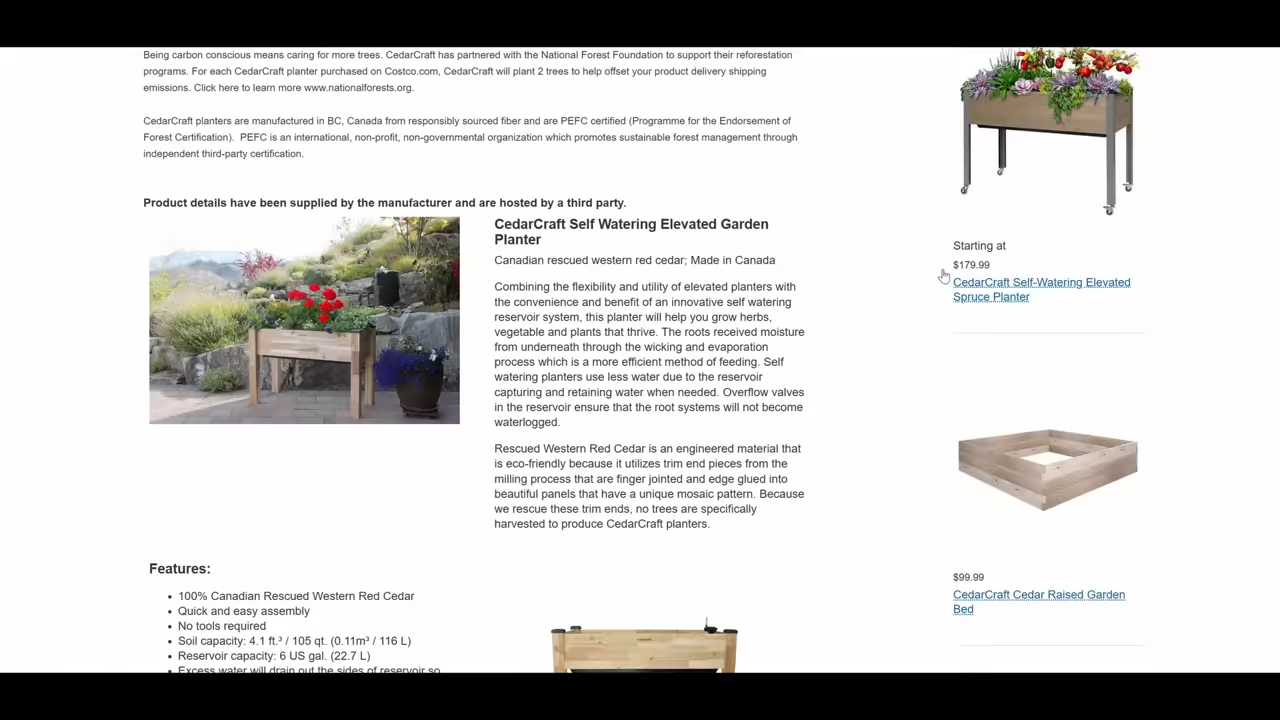 Being carbon conscious means caring for more trees. CedarCraft has partnered with the National Forest Foundation to support their reforestation
programs. For each CedarCraft planter purchased on Costco.com, CedarCraft will plant 2 trees to help offset your product delivery shipping
emissions. Click here to learn more www.nationalforests.org.
CedarCraft planters are manufactured in BC, Canada from responsibly sourced fiber and are PEFC certified (Programme for the Endorsement of
Forest Certification).  PEFC is an international, non-profit, non-governmental organization which promotes sustainable forest management through
independent third-party certification.
Product details have been supplied by the manufacturer and are hosted by a third party.
CedarCraft Self Watering Elevated Garden
Planter
Canadian rescued western red cedar; Made in Canada
Combining the flexibility and utility of elevated planters with
the convenience and benefit of an innovative self watering
reservoir system, this planter will help you grow herbs,
vegetable and plants that thrive. The roots received moisture
from underneath through the wicking and evaporation
process which is a more efficient method of feeding. Self
watering planters use less water due to the reservoir
capturing and retaining water when needed. Overflow valves
in the reservoir ensure that the root systems will not become
waterlogged.
Rescued Western Red Cedar is an engineered material that
is eco-friendly because it utilizes trim end pieces from the
milling process that are finger jointed and edge glued into
beautiful panels that have a unique mosaic pattern. Because
we rescue these trim ends, no trees are specifically
harvested to produce CedarCraft planters.
Features:
• 100% Canadian Rescued Western Red Cedar
• Quick and easy assembly
• No tools required
• Soil capacity: 4.1 ft.³ / 105 qt. (0.11m³ / 116 L)
• Reservoir capacity: 6 US gal. (22.7 L)
• Excess water will drain out the sides of reservoir so
Starting at
$179.99
CedarCraft Self-Watering Elevated
Spruce Planter
$99.99
CedarCraft Cedar Raised Garden
Bed